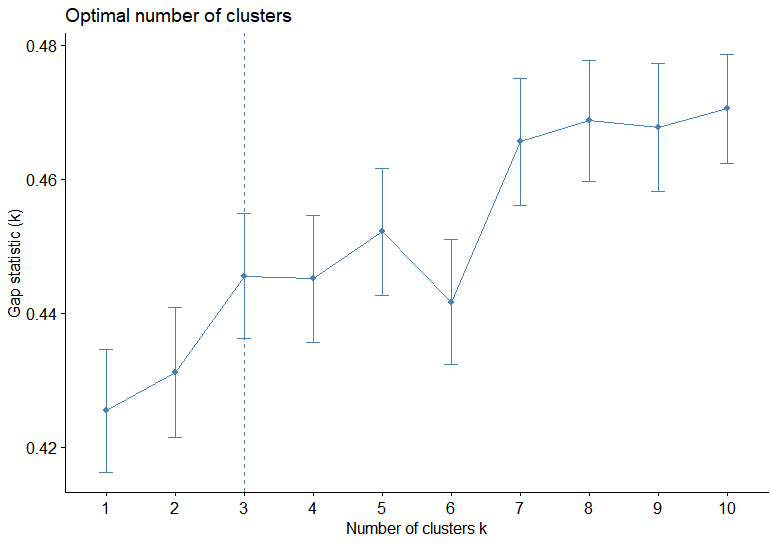 Optimal number of clusters
0.48
0.46
0.44
0.42
Gap statistic (k)
1 2 3 4 5 6 7 8 9 10
Number of clusters k